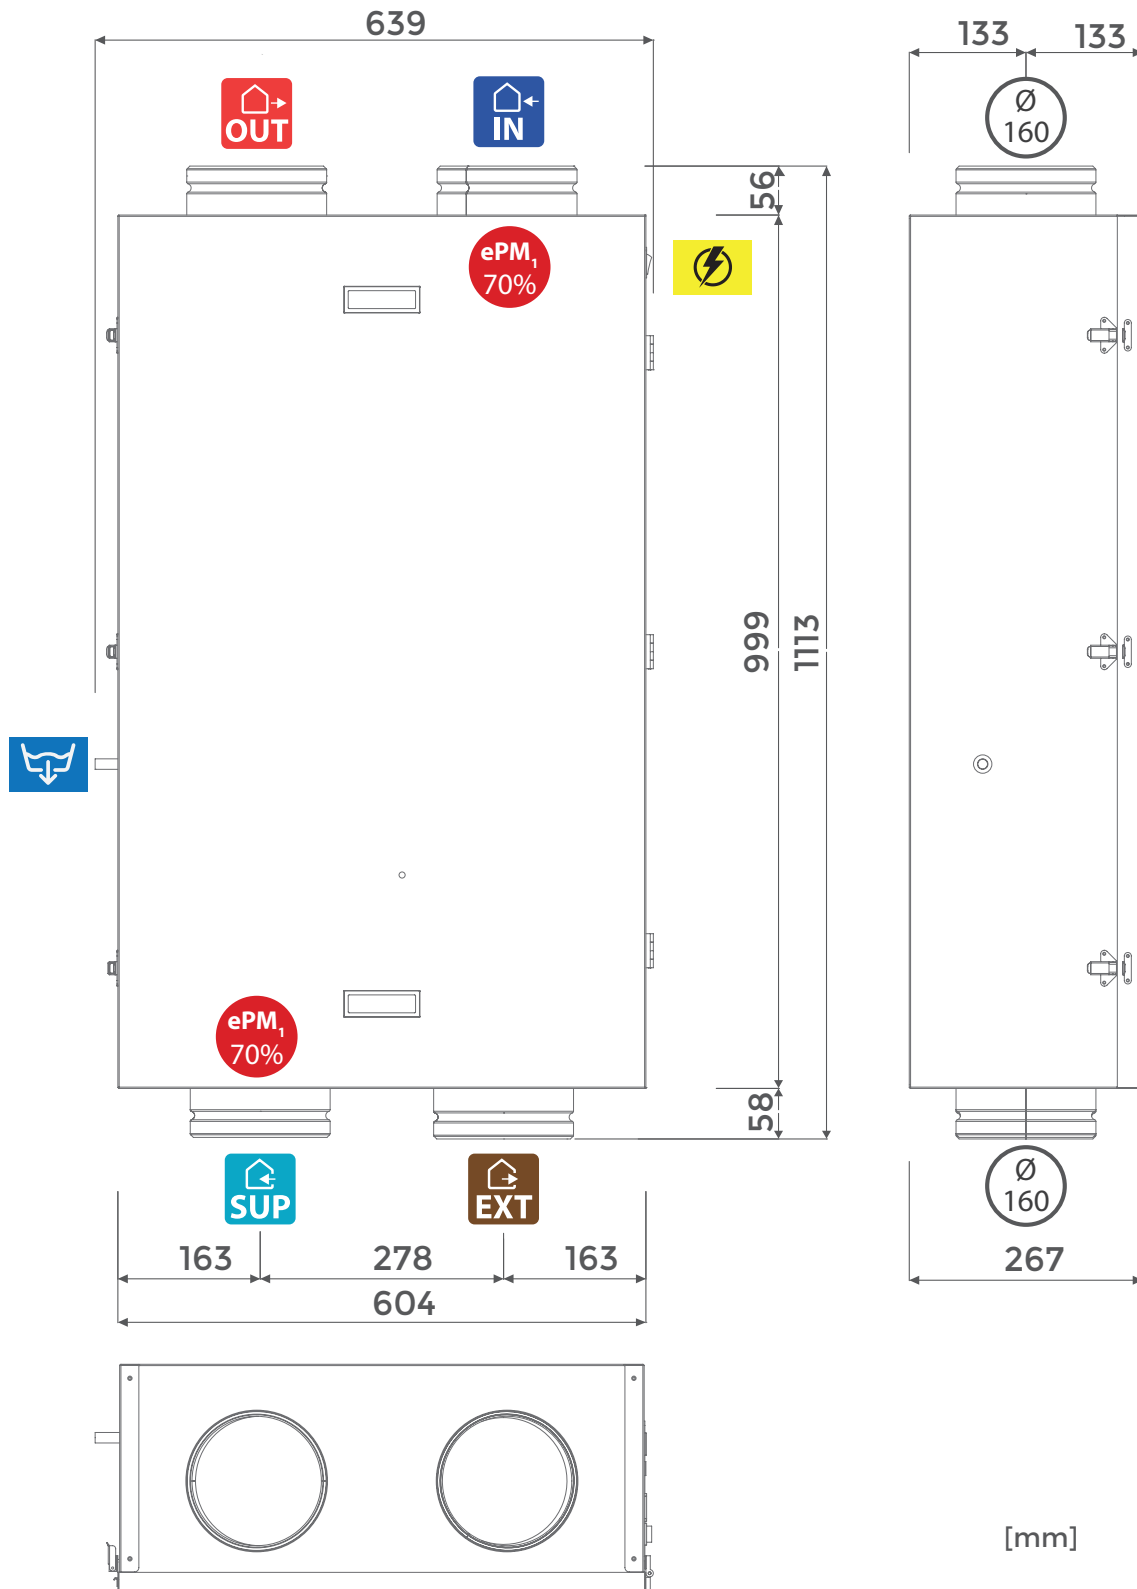 639
133
133
OUT
IN
Ø
160
56
ePM₁
70%
999
1113
ePM₁
70%
58
SUP
EXT
Ø
160
163
278
163
267
604
[mm]